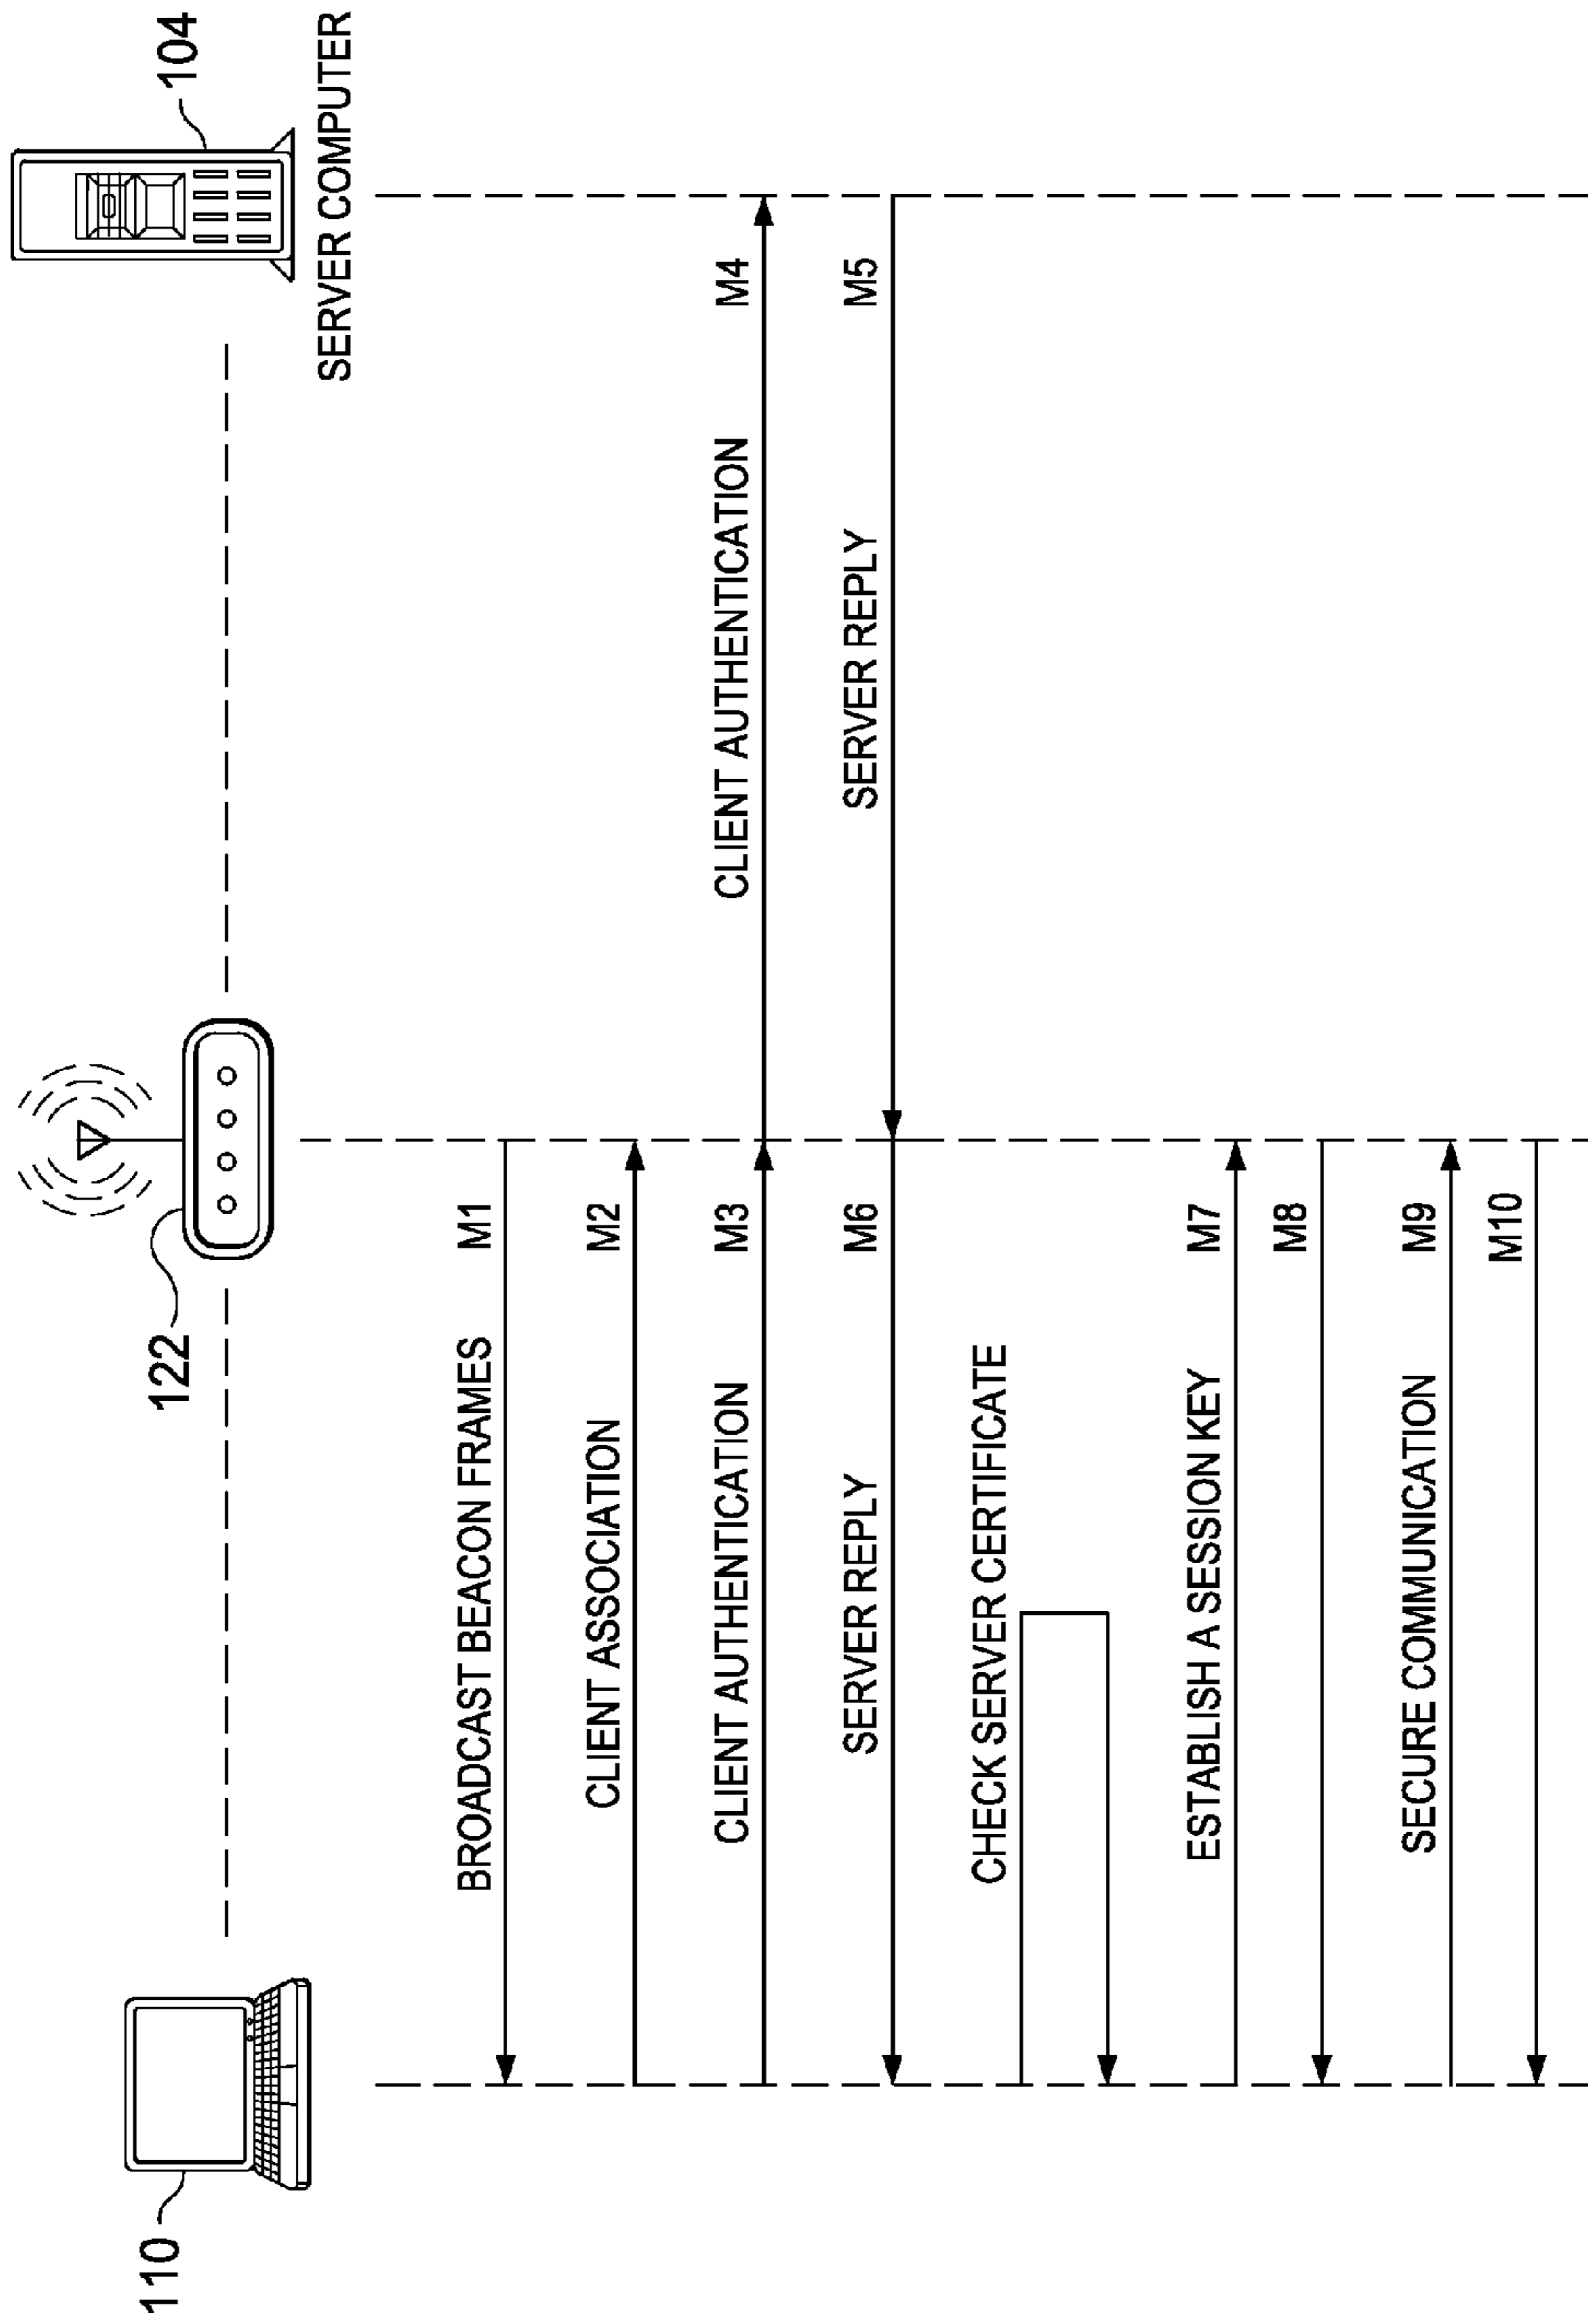 110
122
104
SERVER COMPUTER
BROADCAST BEACON FRAMES M1
CLIENT ASSOCIATION M2
CLIENT AUTHENTICATION M3
CLIENT AUTHENTICATION M4
SERVER REPLY M6
SERVER REPLY M5
CHECK SERVER CERTIFICATE
ESTABLISH A SESSION KEY M7
M8
SECURE COMMUNICATION M9
M10